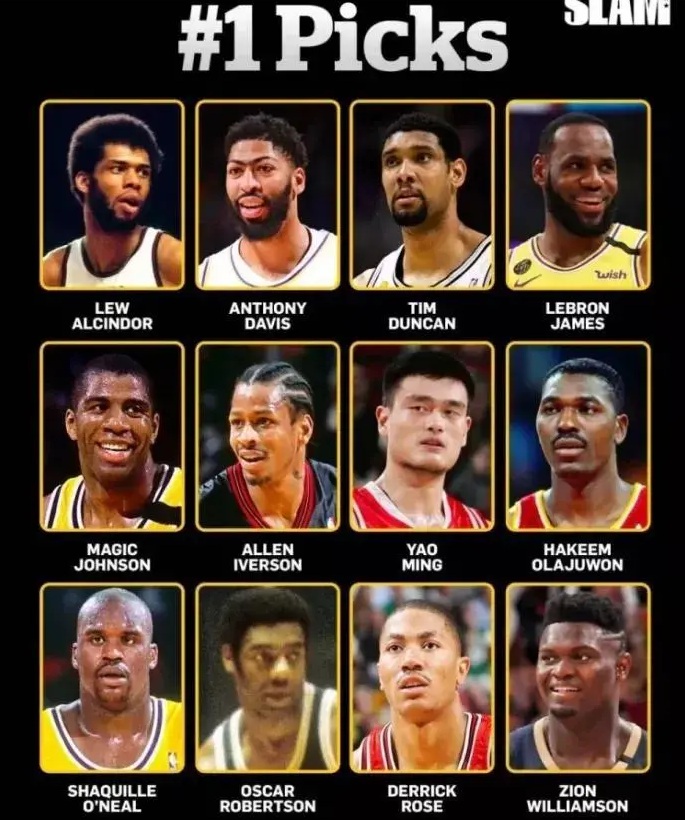 SLAM
#1 Picks
LEW
ALCINDOR
ANTHONY
DAVIS
TIM
DUNCAN
LEBRON
JAMES
wish
MAGIC
JOHNSON
ALLEN
IVERSON
YAO
MING
HAKEEM
OLAJUWON
SHAQUILLE
O'NEAL
OSCAR
ROBERTSON
DERRICK
ROSE
ZION
WILLIAMSON